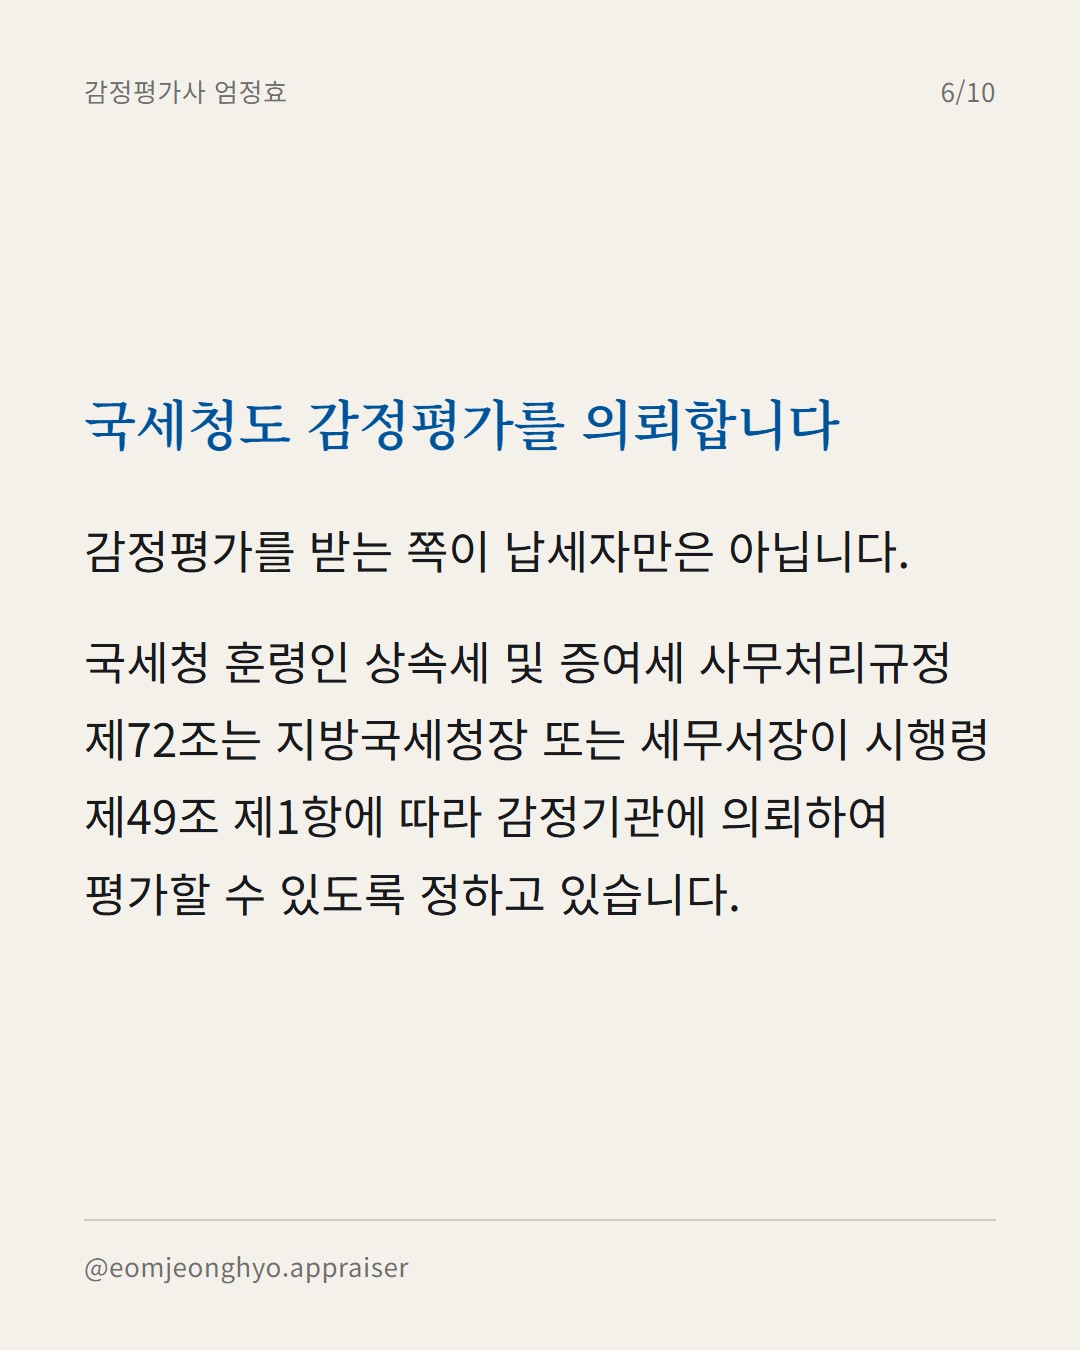 감정평가사 엄정효
6/10
국세청도 감정평가를 의뢰합니다
감정평가를 받는 쪽이 납세자만은 아닙니다.
국세청 훈령인 상속세 및 증여세 사무처리규정
제72조는 지방국세청장 또는 세무서장이 시행령
제49조 제1항에 따라 감정기관에 의뢰하여
평가할 수 있도록 정하고 있습니다.
@eomjeonghyo.appraiser